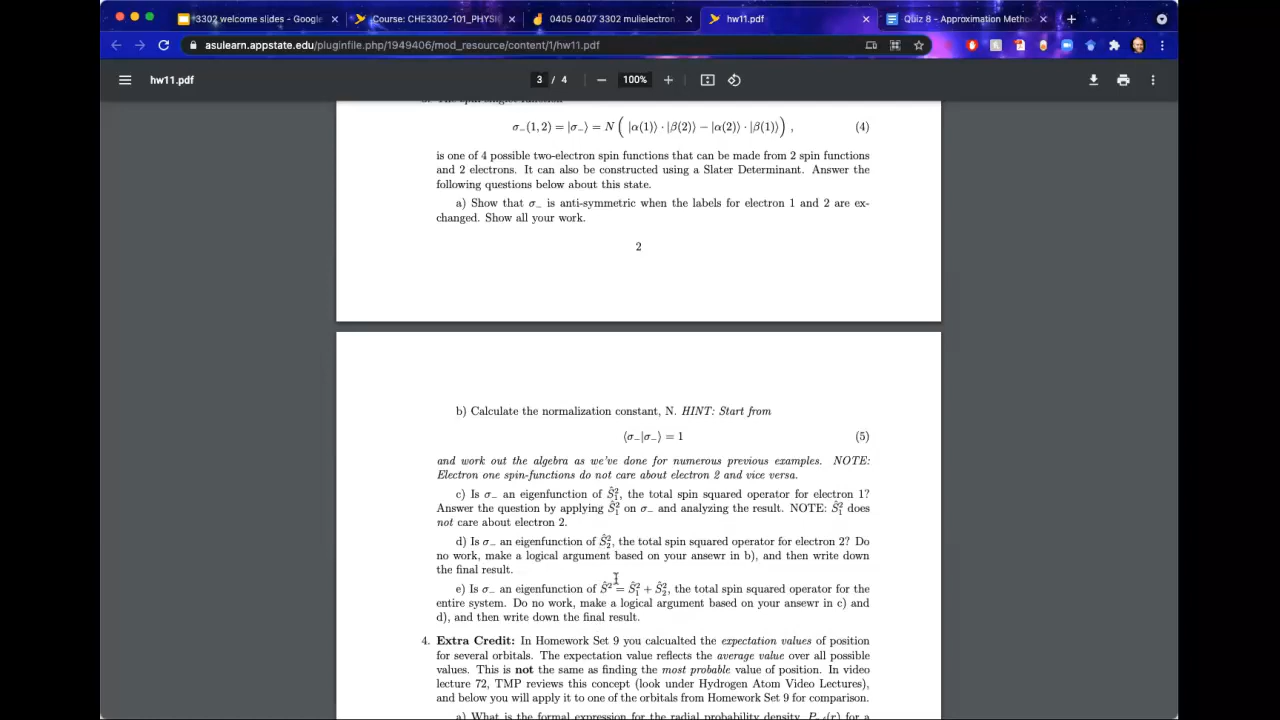 *3302 welcome slides - Google
Course: CHE3302-101_PHYSI
0405 0407 3302 mulielectron
hw11.pdf
Quiz 8 - Approximation Metho
asulearn.appstate.edu/pluginfile.php/1949406/mod_resource/content/1/hw11.pdf
hw11.pdf
3 / 4
100%
σ₋(1, 2) = |σ₋⟩ = N ( |α(1)⟩ · |β(2)⟩ − |α(2)⟩ · |β(1)⟩ ) , (4)
is one of 4 possible two-electron spin functions that can be made from 2 spin functions
and 2 electrons. It can also be constructed using a Slater Determinant. Answer the
following questions below about this state.
a) Show that σ₋ is anti-symmetric when the labels for electron 1 and 2 are ex-
changed. Show all your work.
2
b) Calculate the normalization constant, N. HINT: Start from
⟨σ₋|σ₋⟩ = 1 (5)
and work out the algebra as we've done for numerous previous examples. NOTE:
Electron one spin-functions do not care about electron 2 and vice versa.
c) Is σ₋ an eigenfunction of Ŝ₁², the total spin squared operator for electron 1?
Answer the question by applying Ŝ₁² on σ₋ and analyzing the result. NOTE: Ŝ₁² does
not care about electron 2.
d) Is σ₋ an eigenfunction of Ŝ₂², the total spin squared operator for electron 2? Do
no work, make a logical argument based on your ansewr in b), and then write down
the final result.
e) Is σ₋ an eigenfunction of Ŝ² = Ŝ₁² + Ŝ₂², the total spin squared operator for the
entire system. Do no work, make a logical argument based on your ansewr in c) and
d), and then write down the final result.
4. Extra Credit: In Homework Set 9 you calcualted the expectation values of position
for several orbitals. The expectation value reflects the average value over all possible
values. This is not the same as finding the most probable value of position. In video
lecture 72, TMP reviews this concept (look under Hydrogen Atom Video Lectures),
and below you will apply it to one of the orbitals from Homework Set 9 for comparison.
a) What is the formal expression for the radial probability density, for a